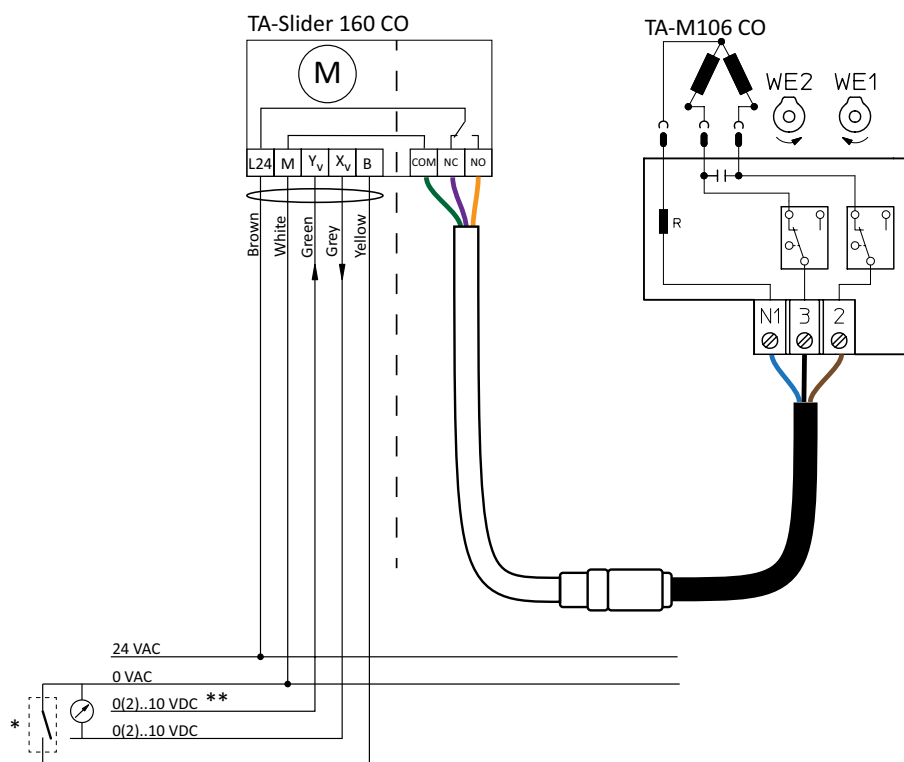 TA-Slider 160 CO
TA-M106 CO
M
WE2 WE1
L24 M Yv Xv B COM NC NO
R
Brown
White
Green
Grey
Yellow
N1 3 2
24 VAC
0 VAC
0(2)..10 VDC **
*
0(2)..10 VDC